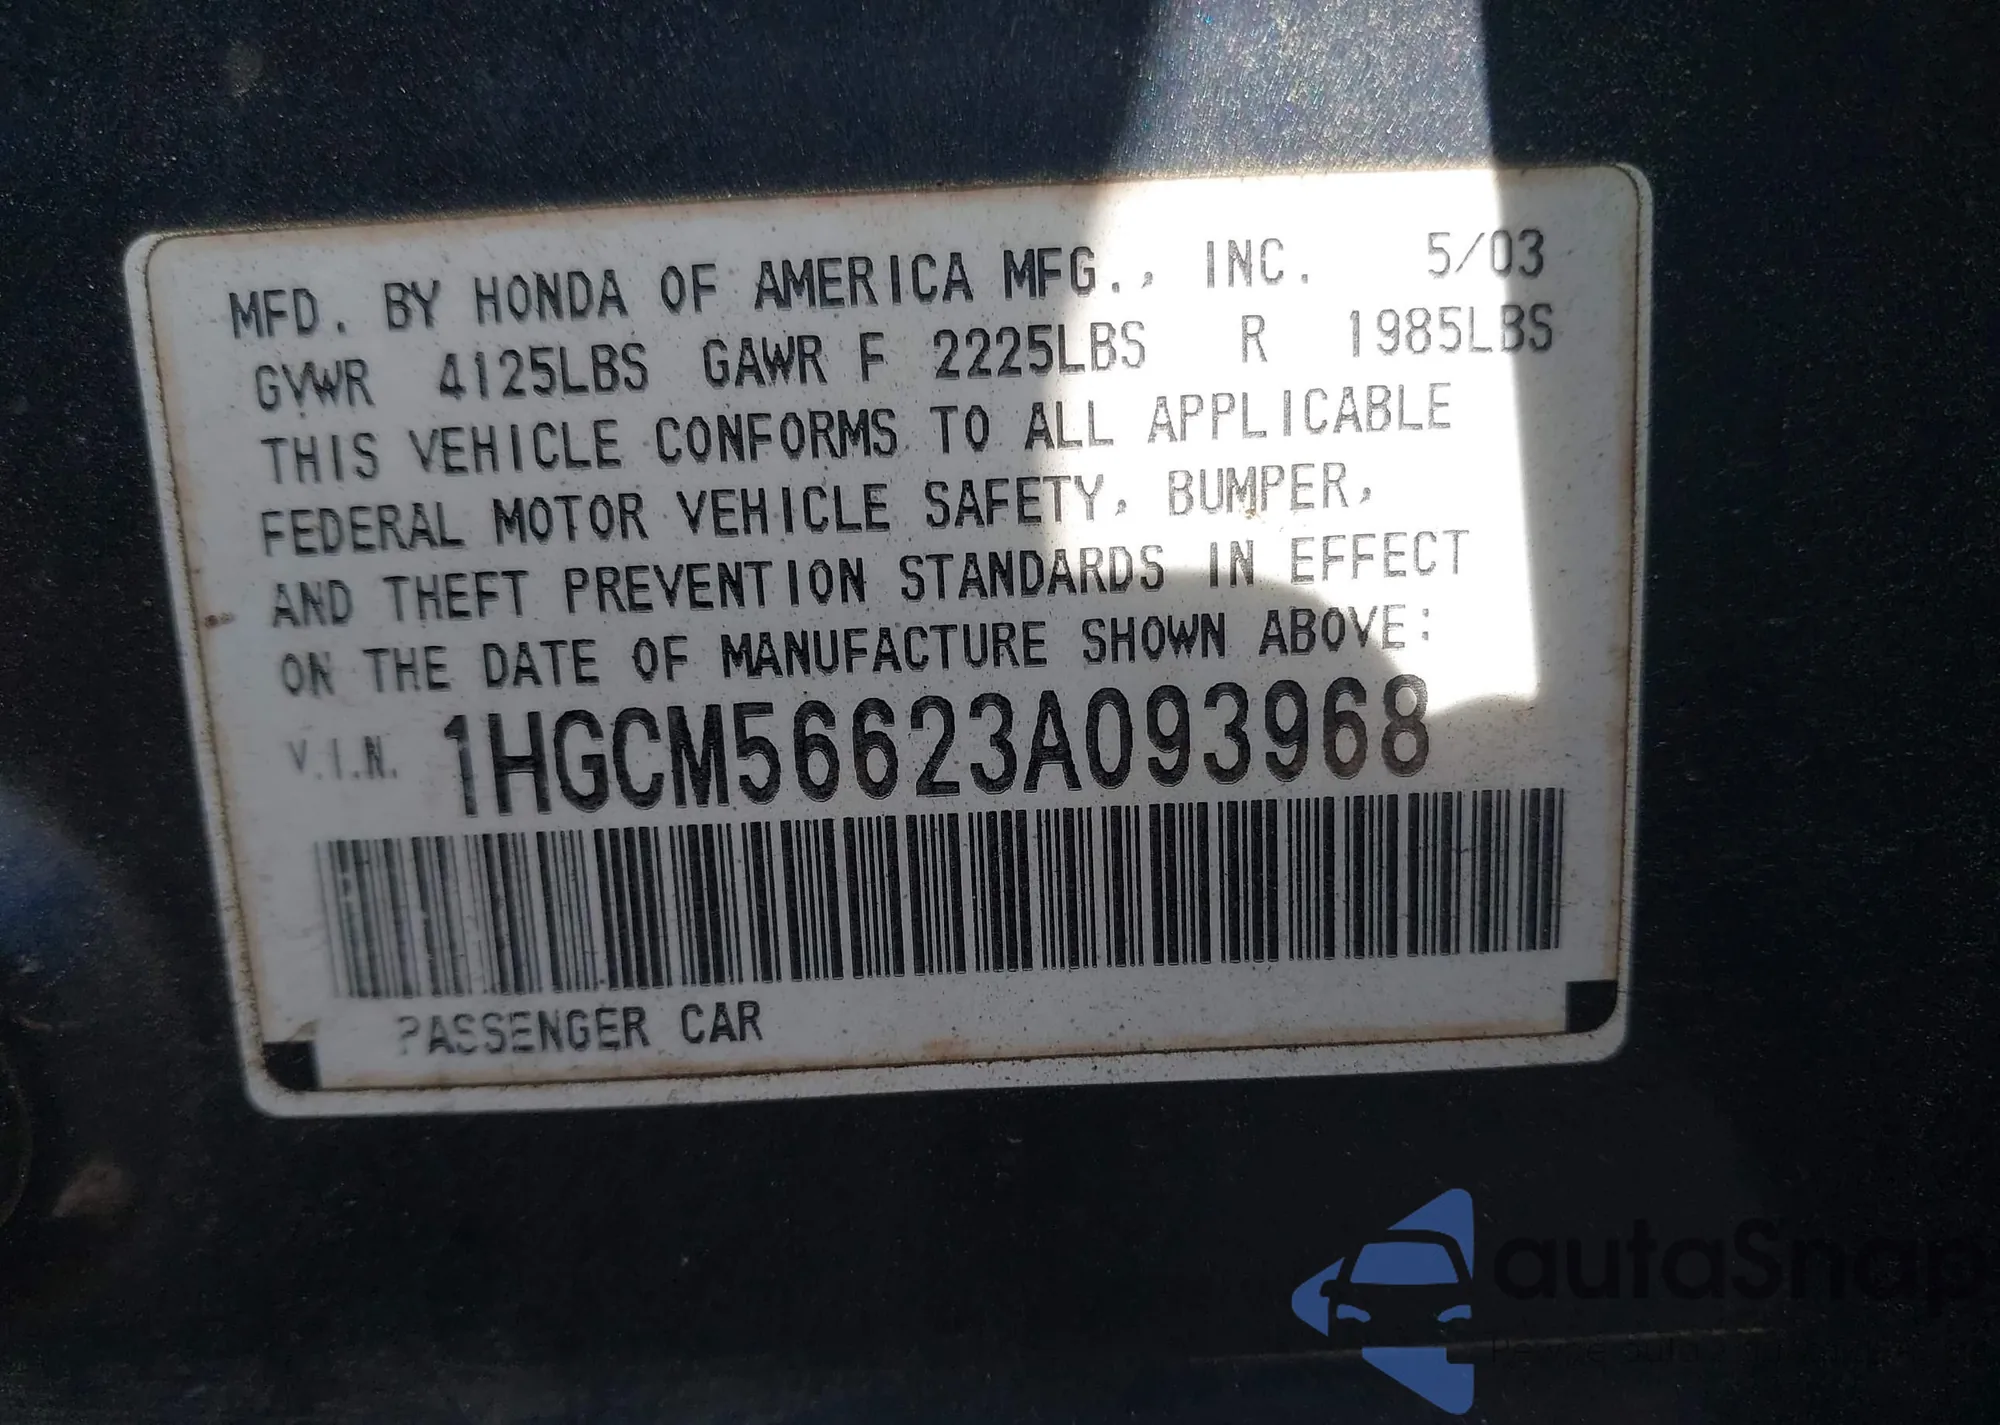 MFD. BY HONDA OF AMERICA MFG., INC. 5/03
GVWR 4125LBS GAWR F 2225LBS R 1985LBS
THIS VEHICLE CONFORMS TO ALL APPLICABLE
FEDERAL MOTOR VEHICLE SAFETY, BUMPER,
AND THEFT PREVENTION STANDARDS IN EFFECT
ON THE DATE OF MANUFACTURE SHOWN ABOVE:
V.I.N. 1HGCM56623A093968
PASSENGER CAR
autaSnap